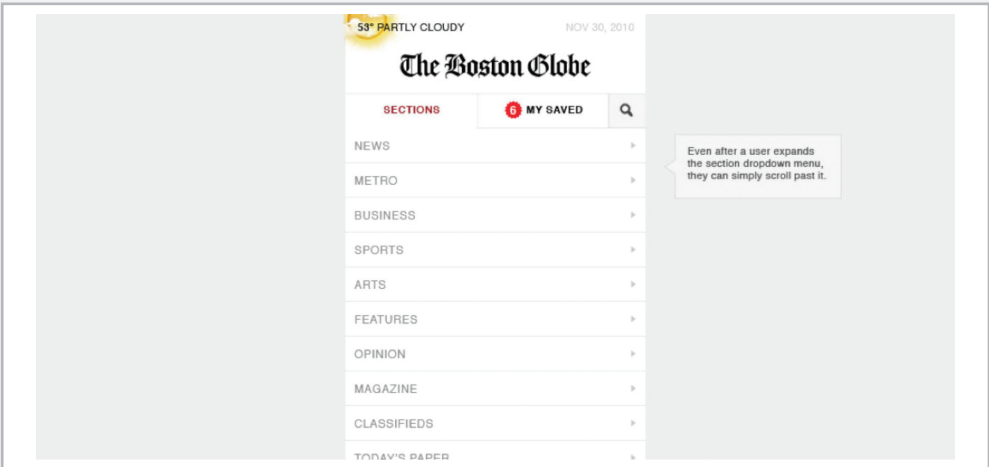 53° PARTLY CLOUDY NOV 30, 2010
The Boston Globe
SECTIONS 6 MY SAVED
NEWS
METRO
BUSINESS
SPORTS
ARTS
FEATURES
OPINION
MAGAZINE
CLASSIFIEDS
TODAY'S PAPER
Even after a user expands
the section dropdown menu,
they can simply scroll past it.